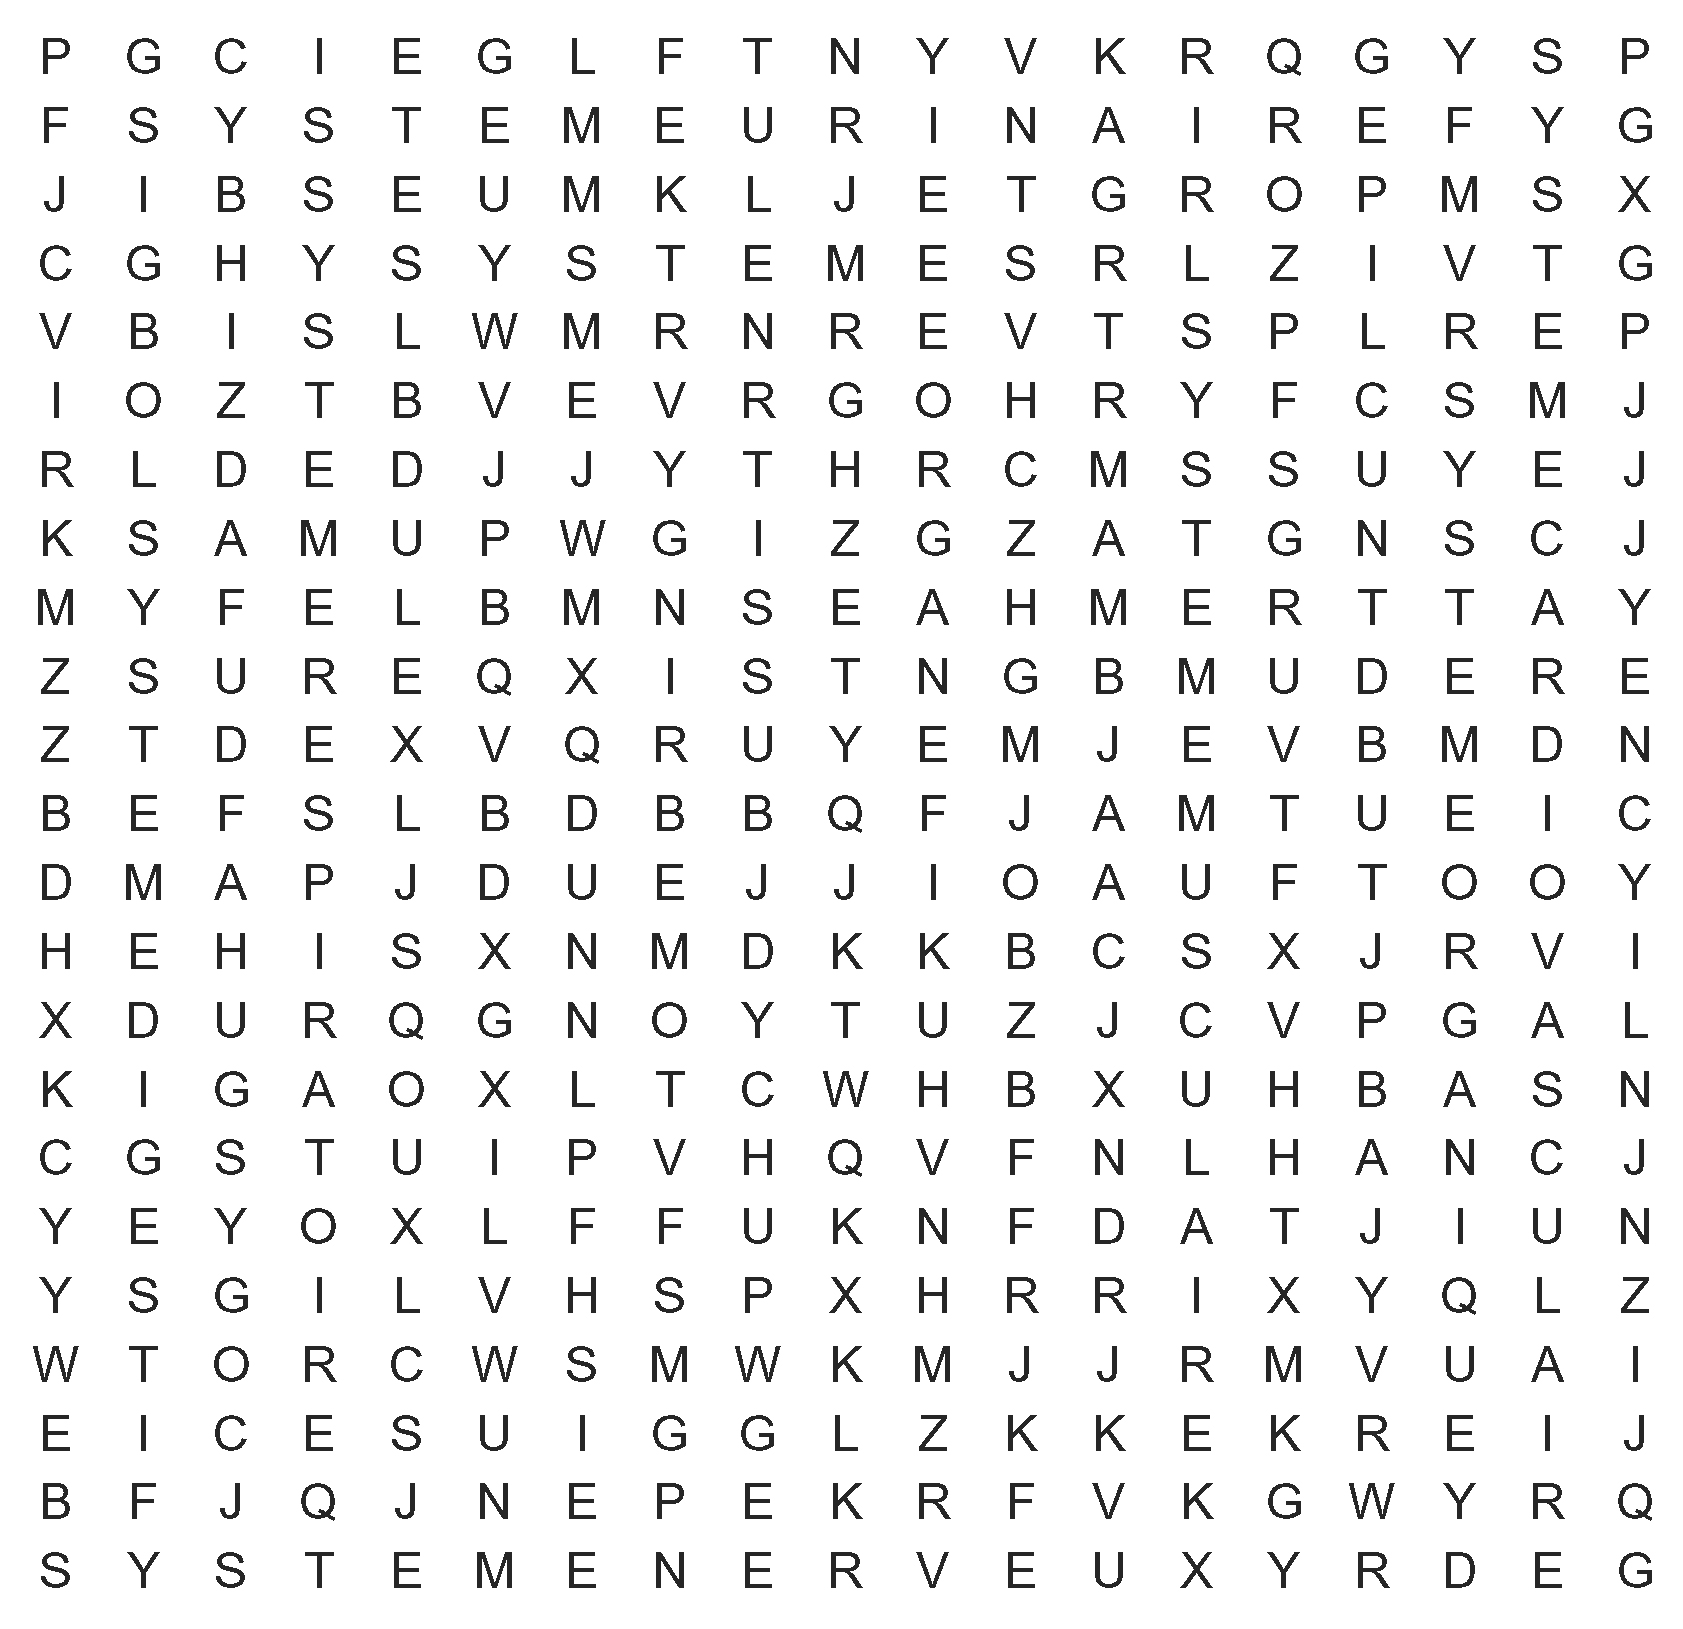 P G C I E G L F T N Y V K R Q G Y S P
F S Y S T E M E U R I N A I R E F Y G
J I B S E U M K L J E T G R O P M S X
C G H Y S Y S T E M E S R L Z I V T G
V B I S L W M R N R E V T S P L R E P
I O Z T B V E V R G O H R Y F C S M J
R L D E D J J Y T H R C M S S U Y E J
K S A M U P W G I Z G Z A T G N S C J
M Y F E L B M N S E A H M E R T T A Y
Z S U R E Q X I S T N G B M U D E R E
Z T D E X V Q R U Y E M J E V B M D N
B E F S L B D B B Q F J A M T U E I C
D M A P J D U E J J I O A U F T O O Y
H E H I S X N M D K K B C S X J R V I
X D U R Q G N O Y T U Z J C V P G A L
K I G A O X L T C W H B X U H B A S N
C G S T U I P V H Q V F N L H A N C J
Y E Y O X L F F U K N F D A T J I U N
Y S G I L V H S P X H R R I X Y Q L Z
W T O R C W S M W K M J J R M V U A I
E I C E S U I G G L Z K K E K R E I J
B F J Q J N E P E K R F V K G W Y R Q
S Y S T E M E N E R V E U X Y R D E G